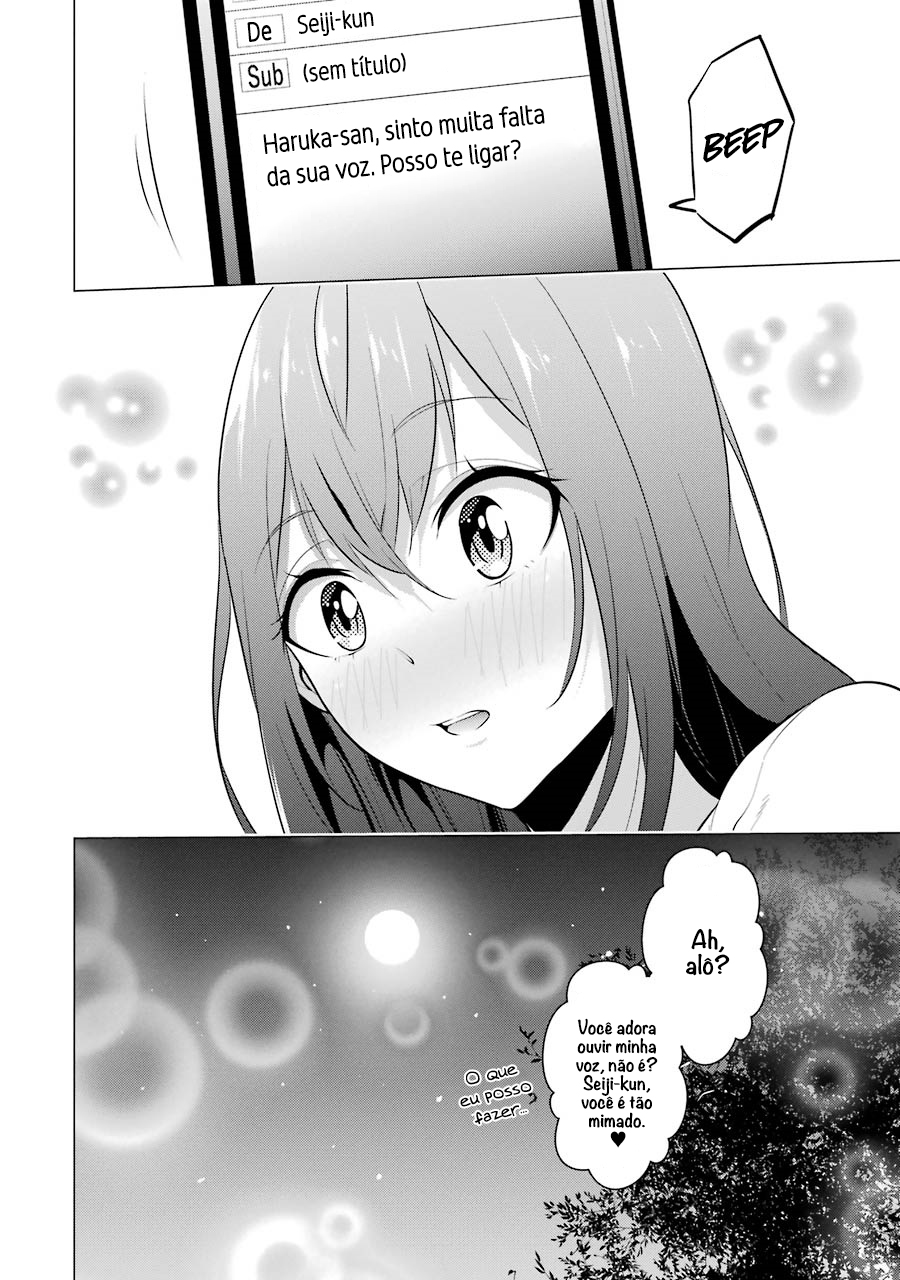 De Seiji-kun
Sub (sem título)
Haruka-san, sinto muita falta
da sua voz. Posso te ligar?
BEEP
Ah,
alô?
Você adora
ouvir minha
voz, não é?
Seiji-kun,
você é tão
mimado.
♥
O que
eu posso
fazer...